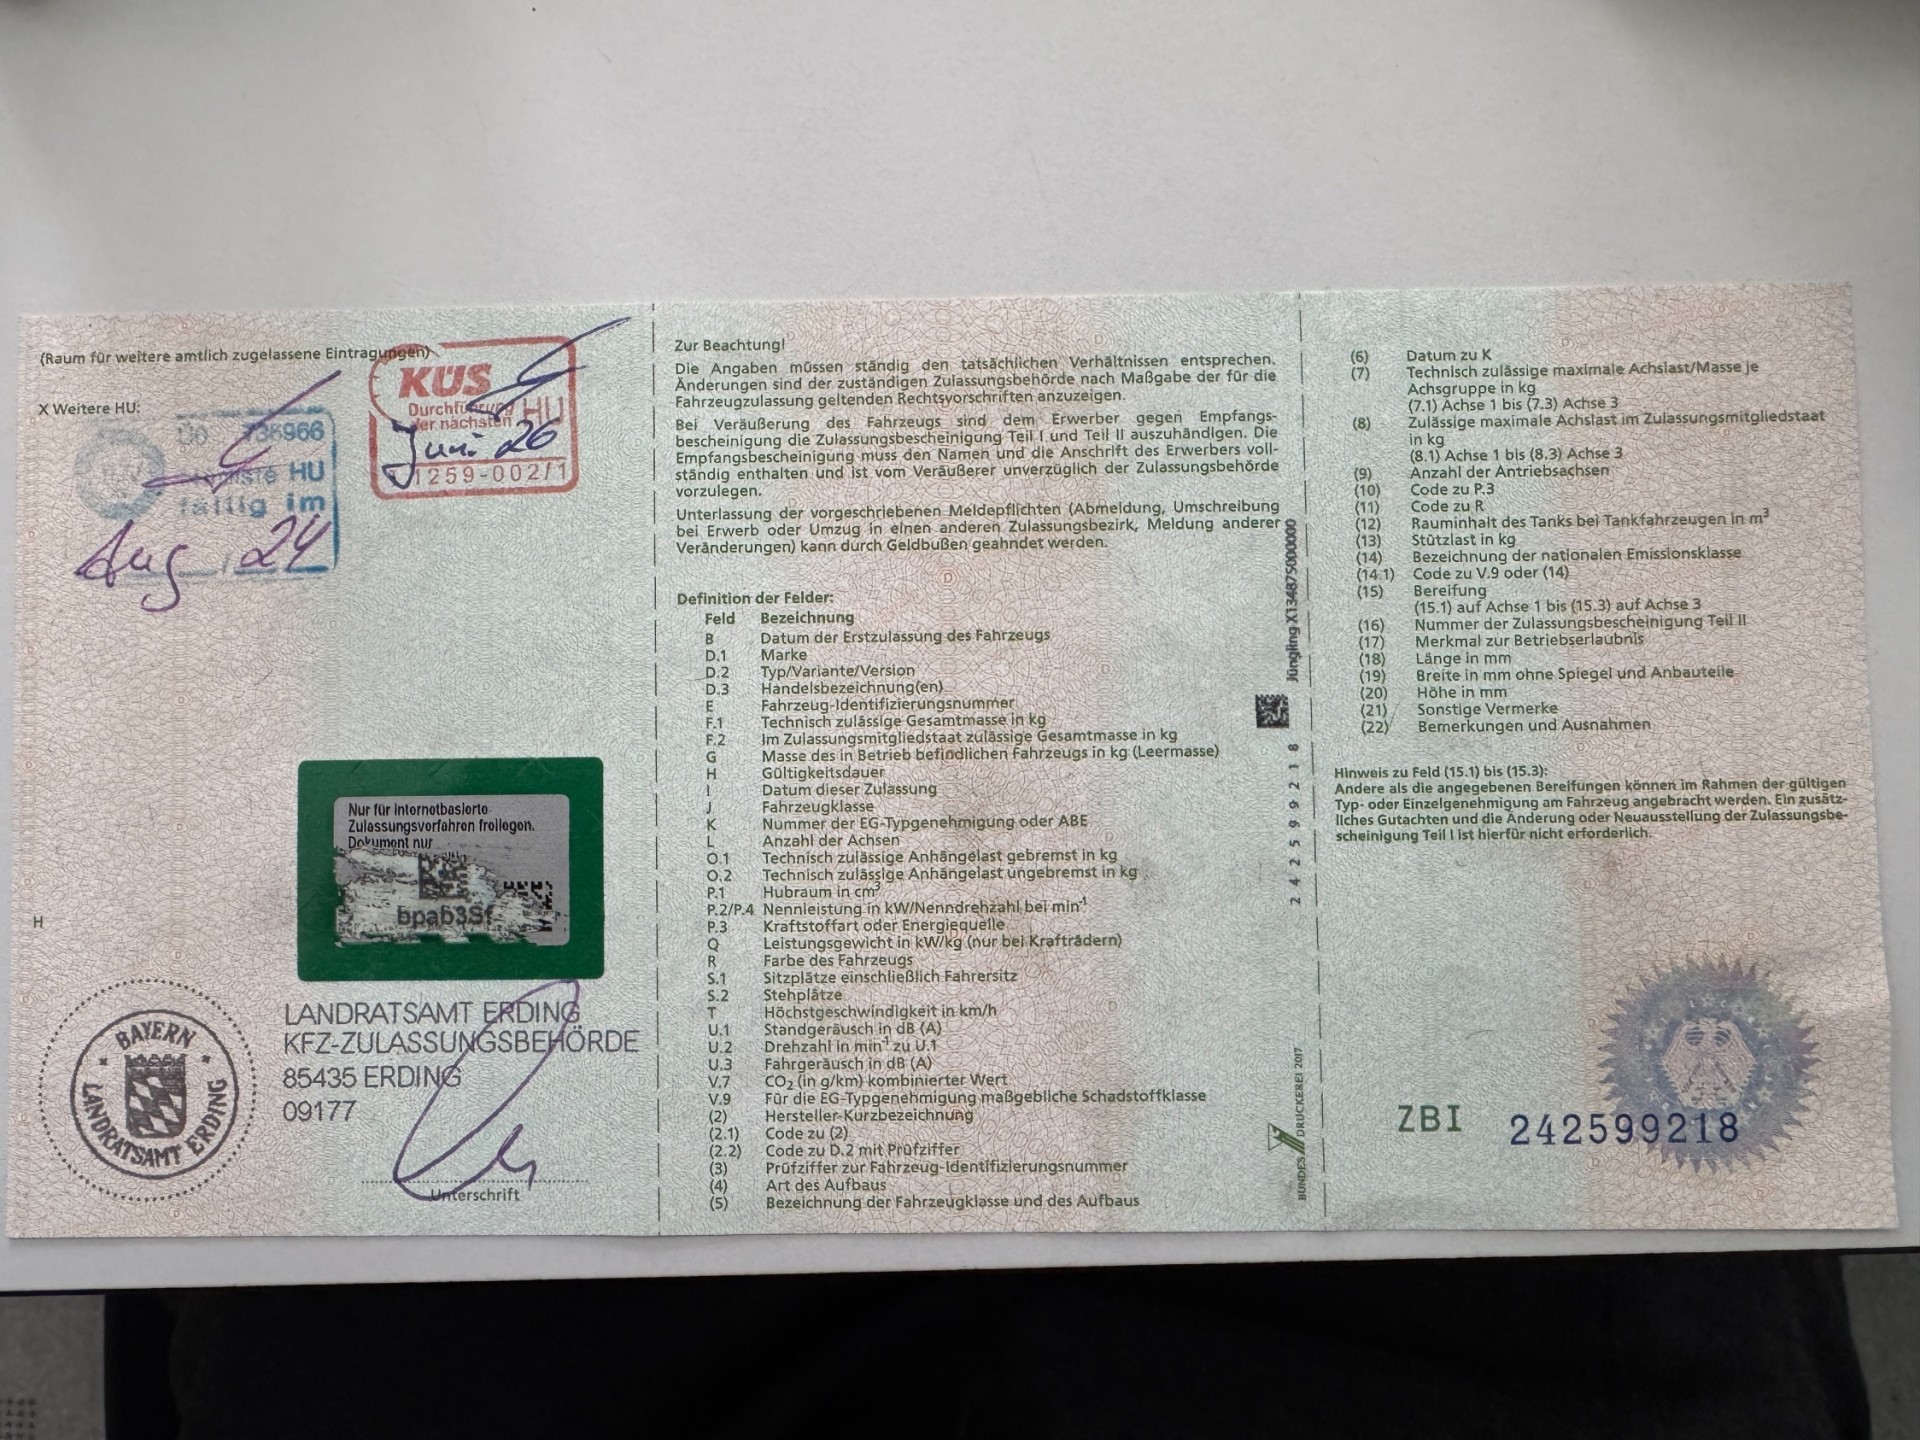 (Raum für weitere amtlich zugelassene Eintragungen)
X Weitere HU:
736966
HU
fällig im
Aug / 24
KÜS
Durchführung HU
der nächsten
Juni 26
1259-002/1
Nur für internetbasierte
Zulassungsverfahren freilegen.
Dokument nur
bpab3Sf
H
BAYERN
LANDRATSAMT ERDING
LANDRATSAMT ERDING
KFZ-ZULASSUNGSBEHÖRDE
85435 ERDING
09177
Unterschrift
Zur Beachtung!
Die Angaben müssen ständig den tatsächlichen Verhältnissen entsprechen.
Änderungen sind der zuständigen Zulassungsbehörde nach Maßgabe der für die
Fahrzeugzulassung geltenden Rechtsvorschriften anzuzeigen.
Bei Veräußerung des Fahrzeugs sind dem Erwerber gegen Empfangs-
bescheinigung die Zulassungsbescheinigung Teil I und Teil II auszuhändigen. Die
Empfangsbescheinigung muss den Namen und die Anschrift des Erwerbers voll-
ständig enthalten und ist vom Veräußerer unverzüglich der Zulassungsbehörde
vorzulegen.
Unterlassung der vorgeschriebenen Meldepflichten (Abmeldung, Umschreibung
bei Erwerb oder Umzug in einen anderen Zulassungsbezirk, Meldung anderer
Veränderungen) kann durch Geldbußen geahndet werden.
Definition der Felder:
Feld Bezeichnung
B Datum der Erstzulassung des Fahrzeugs
D.1 Marke
D.2 Typ/Variante/Version
D.3 Handelsbezeichnung(en)
E Fahrzeug-Identifizierungsnummer
F.1 Technisch zulässige Gesamtmasse in kg
F.2 Im Zulassungsmitgliedstaat zulässige Gesamtmasse in kg
G Masse des in Betrieb befindlichen Fahrzeugs in kg (Leermasse)
H Gültigkeitsdauer
I Datum dieser Zulassung
J Fahrzeugklasse
K Nummer der EG-Typgenehmigung oder ABE
L Anzahl der Achsen
O.1 Technisch zulässige Anhängelast gebremst in kg
O.2 Technisch zulässige Anhängelast ungebremst in kg
P.1 Hubraum in cm³
P.2/P.4 Nennleistung in kW/Nenndrehzahl bei min⁻¹
P.3 Kraftstoffart oder Energiequelle
Q Leistungsgewicht in kW/kg (nur bei Krafträdern)
R Farbe des Fahrzeugs
S.1 Sitzplätze einschließlich Fahrersitz
S.2 Stehplätze
T Höchstgeschwindigkeit in km/h
U.1 Standgeräusch in dB (A)
U.2 Drehzahl in min⁻¹ zu U.1
U.3 Fahrgeräusch in dB (A)
V.7 CO₂ (in g/km) kombinierter Wert
V.9 Für die EG-Typgenehmigung maßgebliche Schadstoffklasse
(2) Hersteller-Kurzbezeichnung
(2.1) Code zu (2)
(2.2) Code zu D.2 mit Prüfziffer
(3) Prüfziffer zur Fahrzeug-Identifizierungsnummer
(4) Art des Aufbaus
(5) Bezeichnung der Fahrzeugklasse und des Aufbaus
Jüngling X13487500000
242599218
BUNDESDRUCKEREI 2017
(6) Datum zu K
(7) Technisch zulässige maximale Achslast/Masse je
Achsgruppe in kg
(7.1) Achse 1 bis (7.3) Achse 3
(8) Zulässige maximale Achslast im Zulassungsmitgliedstaat
in kg
(8.1) Achse 1 bis (8.3) Achse 3
(9) Anzahl der Antriebsachsen
(10) Code zu P.3
(11) Code zu R
(12) Rauminhalt des Tanks bei Tankfahrzeugen in m³
(13) Stützlast in kg
(14) Bezeichnung der nationalen Emissionsklasse
(14.1) Code zu V.9 oder (14)
(15) Bereifung
(15.1) auf Achse 1 bis (15.3) auf Achse 3
(16) Nummer der Zulassungsbescheinigung Teil II
(17) Merkmal zur Betriebserlaubnis
(18) Länge in mm
(19) Breite in mm ohne Spiegel und Anbauteile
(20) Höhe in mm
(21) Sonstige Vermerke
(22) Bemerkungen und Ausnahmen
Hinweis zu Feld (15.1) bis (15.3):
Andere als die angegebenen Bereifungen können im Rahmen der gültigen
Typ- oder Einzelgenehmigung am Fahrzeug angebracht werden. Ein zusätz-
liches Gutachten und die Änderung oder Neuausstellung der Zulassungsbe-
scheinigung Teil I ist hierfür nicht erforderlich.
ZBI 242599218